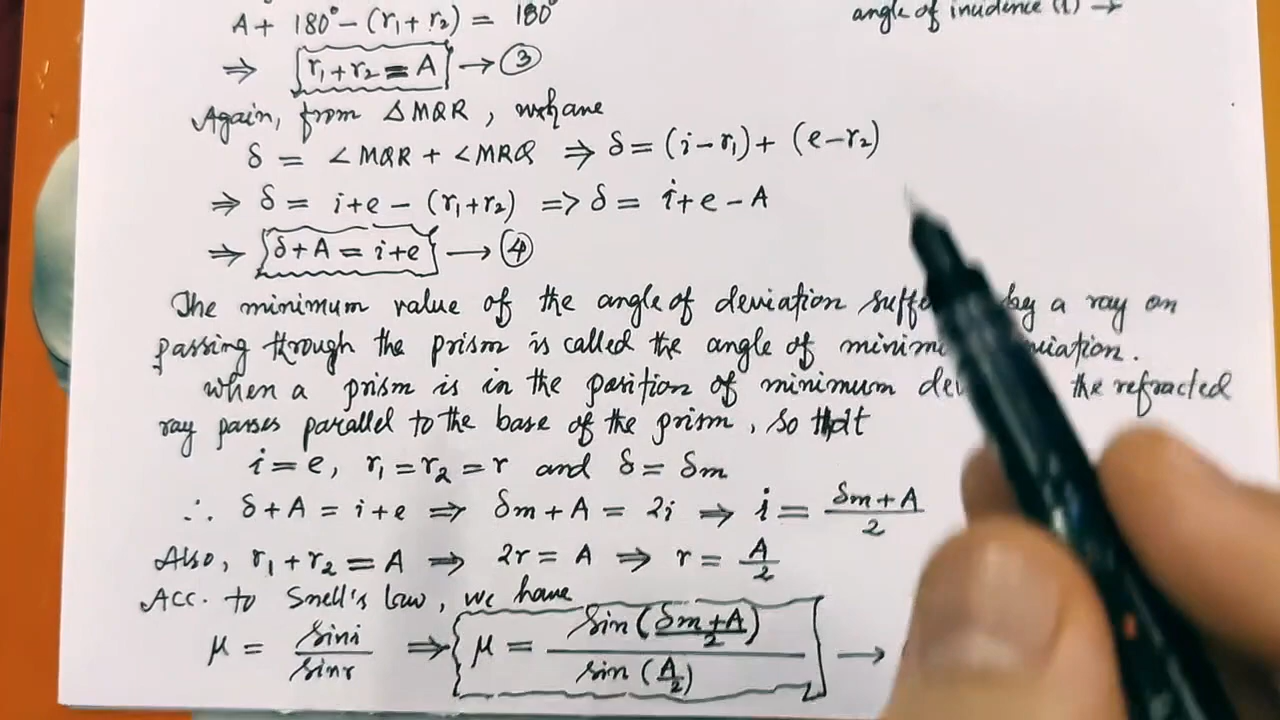 A + 180° − (r₁ + r₂) = 180°
angle of incidence (i) →
⇒ r₁ + r₂ = A → ③
Again, from ΔMQR, we have
δ = ∠MQR + ∠MRQ ⇒ δ = (i − r₁) + (e − r₂)
⇒ δ = i + e − (r₁ + r₂) => δ = i + e − A
⇒ δ + A = i + e → ④
The minimum value of the angle of deviation suff by a ray on
passing through the prism is called the angle of minim viation.
When a prism is in the position of minimum dev the refracted
ray passes parallel to the base of the prism, so that
i = e, r₁ = r₂ = r and δ = δm
∴ δ + A = i + e ⇒ δm + A = 2i ⇒ i = (δm + A)/2
Also, r₁ + r₂ = A ⇒ 2r = A ⇒ r = A/2
Acc. to Snell's law, we have
μ = sin i / sin r ⇒ μ = sin((δm + A)/2) / sin(A/2) →